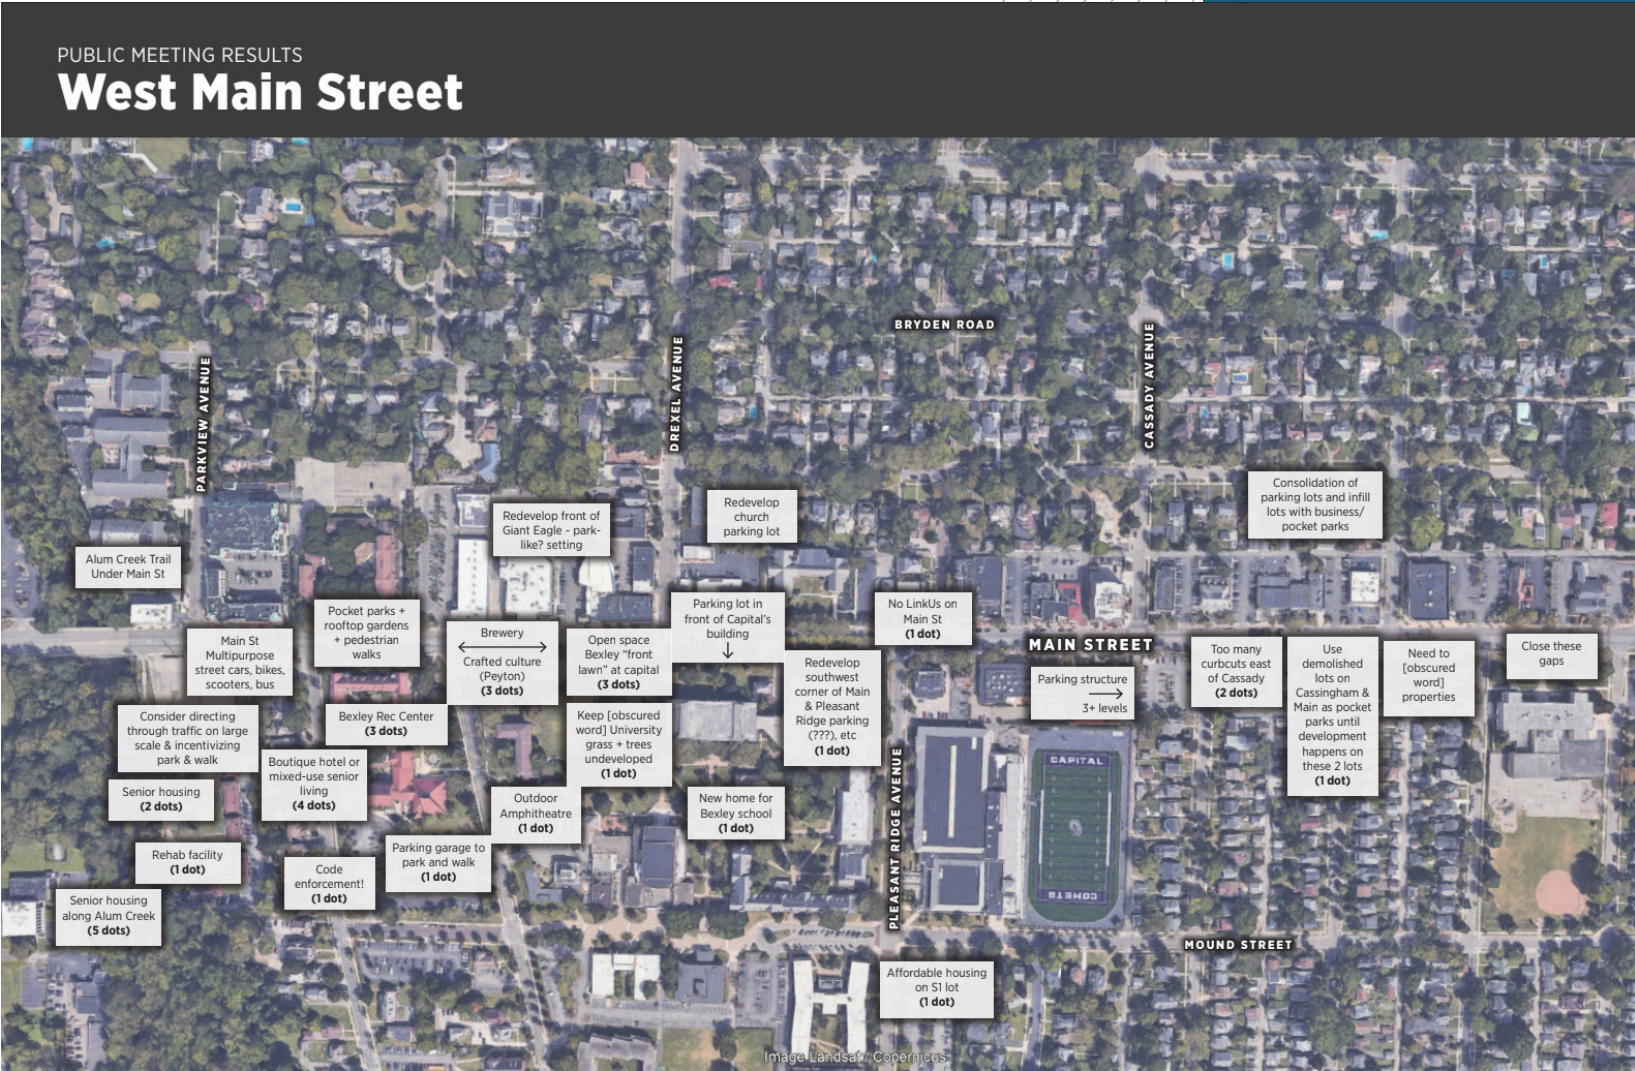 PUBLIC MEETING RESULTS
West Main Street
BRYDEN ROAD
PARKVIEW AVENUE
DREXEL AVENUE
CASSADY AVENUE
Consolidation of
parking lots and infill
lots with business/
pocket parks
Redevelop
church
parking lot
Redevelop front of
Giant Eagle - park-
like? setting
Alum Creek Trail
Under Main St
Pocket parks +
rooftop gardens
+ pedestrian
walks
Parking lot in
front of Capital's
building
No LinkUs on
Main St
(1 dot)
Main St
Multipurpose
street cars, bikes,
scooters, bus
Brewery
Crafted culture
(Peyton)
(3 dots)
Open space
Bexley "front
lawn" at capital
(3 dots)
MAIN STREET
Too many
curbcuts east
of Cassady
(2 dots)
Use
demolished
lots on
Cassingham &
Main as pocket
parks until
development
happens on
these 2 lots
(1 dot)
Need to
[obscured
word]
properties
Close these
gaps
Redevelop
southwest
corner of Main
& Pleasant
Ridge parking
(???), etc
(1 dot)
Parking structure
3+ levels
Consider directing
through traffic on large
scale & incentivizing
park & walk
Bexley Rec Center
(3 dots)
Keep [obscured
word] University
grass + trees
undeveloped
(1 dot)
Boutique hotel or
mixed-use senior
living
(4 dots)
Senior housing
(2 dots)
Outdoor
Amphitheatre
(1 dot)
New home for
Bexley school
(1 dot)
PLEASANT RIDGE AVENUE
CAPITAL
COMETS
Rehab facility
(1 dot)
Code
enforcement!
(1 dot)
Parking garage to
park and walk
(1 dot)
Senior housing
along Alum Creek
(5 dots)
MOUND STREET
Affordable housing
on S1 lot
(1 dot)
Image Landsat / Copernicus